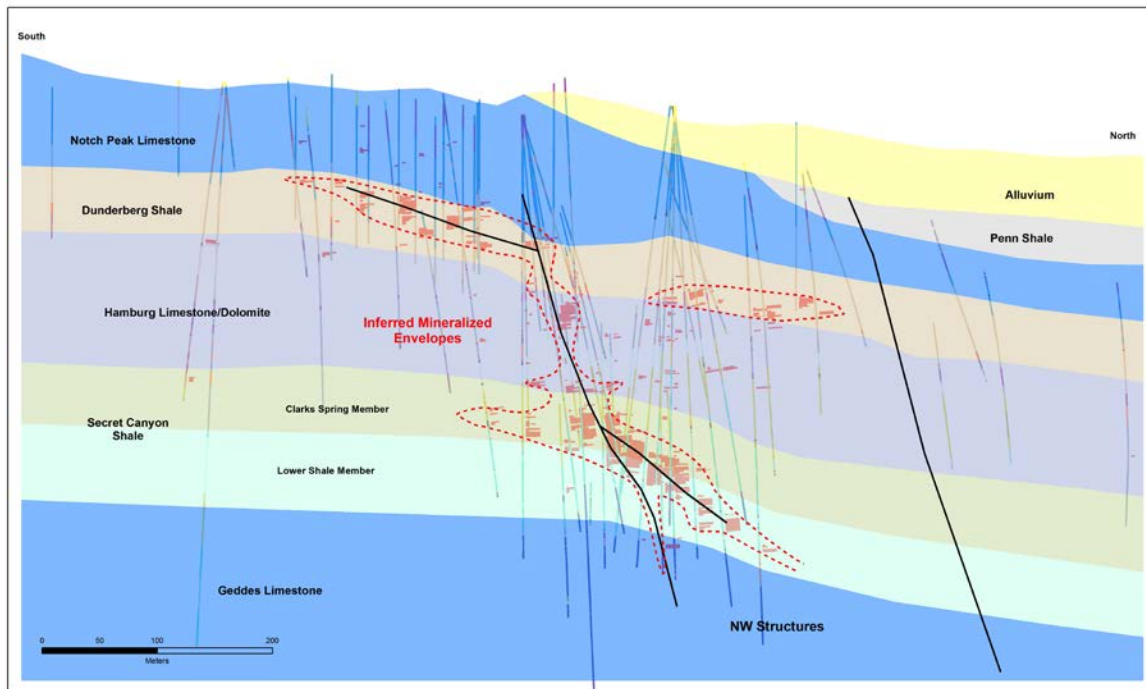 South
North
Notch Peak Limestone
Alluvium
Dunderberg Shale
Penn Shale
Hamburg Limestone/Dolomite
Inferred Mineralized
Envelopes
Clarks Spring Member
Secret Canyon
Shale
Lower Shale Member
Geddes Limestone
NW Structures
0 50 100 200
Meters